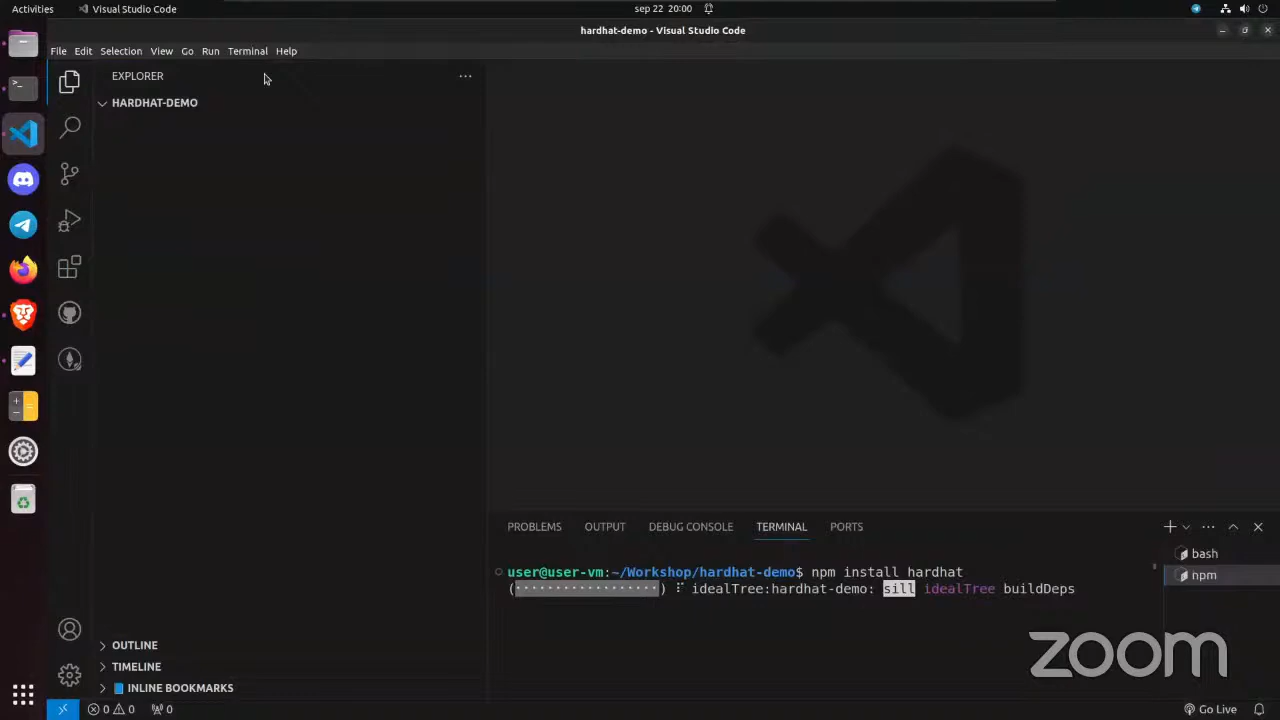 Activities
Visual Studio Code
sep 22 20:00
hardhat-demo - Visual Studio Code
File Edit Selection View Go Run Terminal Help
EXPLORER
HARDHAT-DEMO
PROBLEMS OUTPUT DEBUG CONSOLE TERMINAL PORTS
user@user-vm:~/Workshop/hardhat-demo$ npm install hardhat
(··················) ⠏ idealTree:hardhat-demo: sill idealTree buildDeps
bash
npm
OUTLINE
TIMELINE
INLINE BOOKMARKS
0 0 0
Go Live
zoom